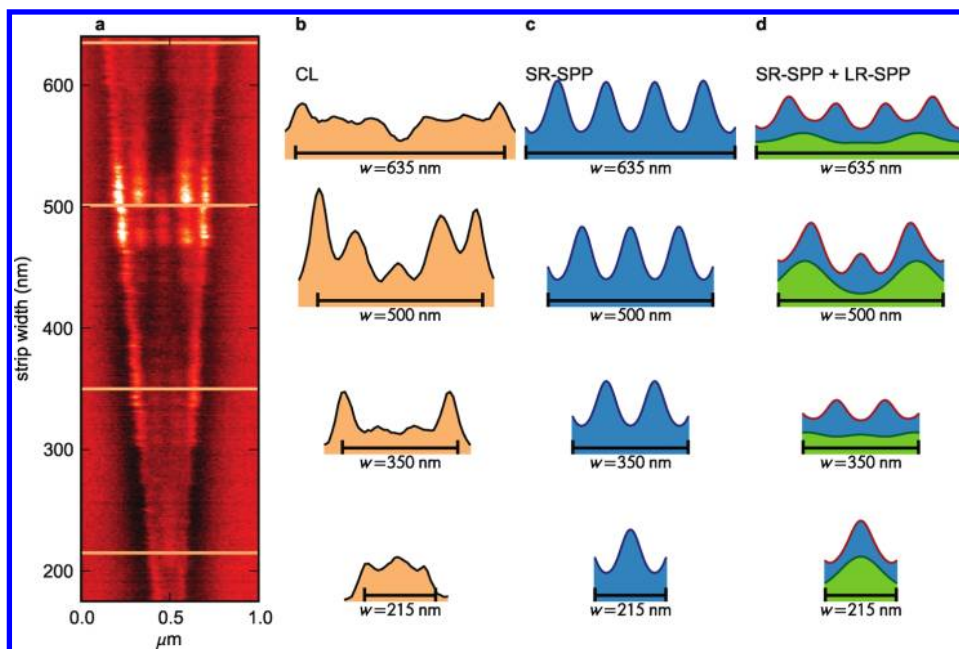 a
b
c
d
CL
SR-SPP
SR-SPP + LR-SPP
strip width (nm)
600
500
400
300
200
0.0
0.5
1.0
μm
w=635 nm
w=635 nm
w=635 nm
w=500 nm
w=500 nm
w=500 nm
w=350 nm
w=350 nm
w=350 nm
w=215 nm
w=215 nm
w=215 nm